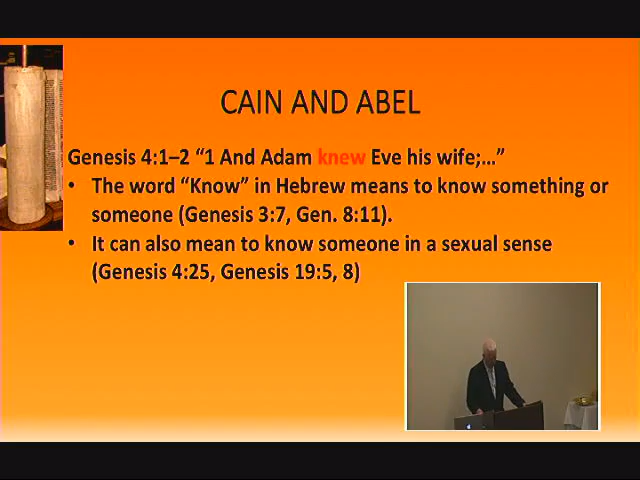 CAIN AND ABEL
Genesis 4:1–2 “1 And Adam knew Eve his wife;…”
• The word “Know” in Hebrew means to know something or
someone (Genesis 3:7, Gen. 8:11).
• It can also mean to know someone in a sexual sense
(Genesis 4:25, Genesis 19:5, 8)